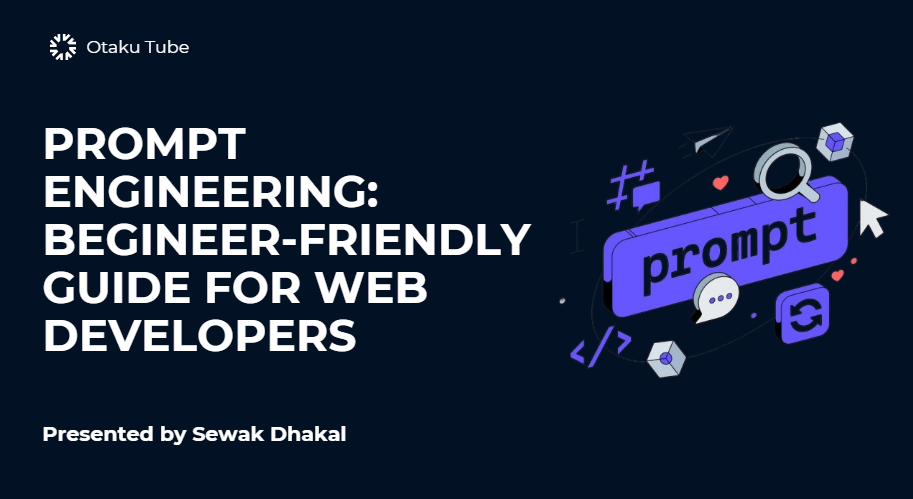 Otaku Tube
PROMPT
ENGINEERING:
BEGINEER-FRIENDLY
GUIDE FOR WEB
DEVELOPERS
#
prompt
</>
Presented by Sewak Dhakal